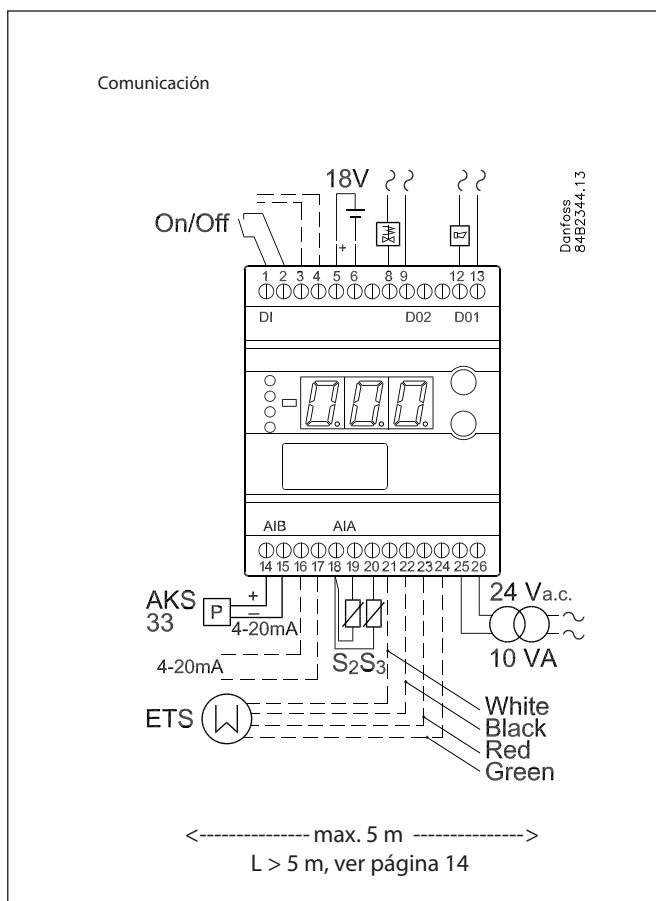 Comunicación
18V
On/Off
+
Danfoss
84B2344.13
1 2 3 4 5 6 8 9 12 13
DI D02 D01
0.0.0
AIB AIA
14 15 16 17 18 19 20 21 22 23 24 25 26
AKS
33
P
+
–
4-20mA
24 Va.c.
10 VA
4-20mA
S2S3
ETS
White
Black
Red
Green
<--------------- max. 5 m --------------->
L > 5 m, ver página 14